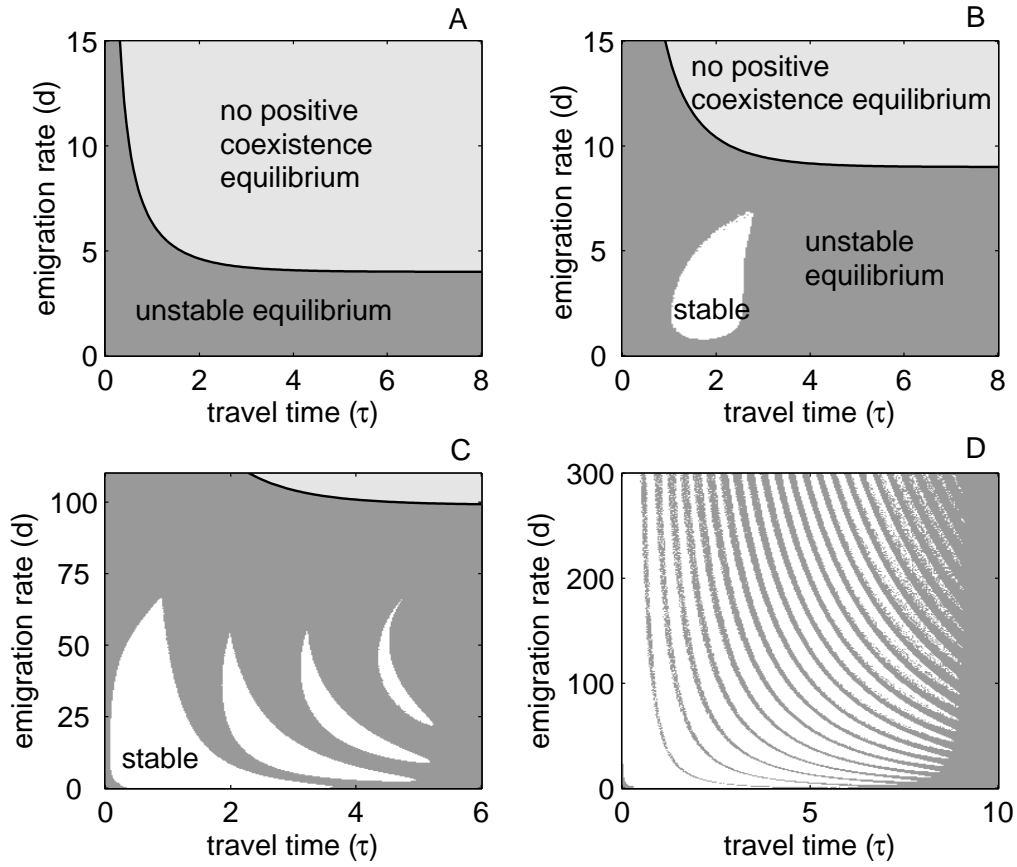 A
15
10
5
0
emigration rate (d)
no positive
coexistence
equilibrium
unstable equilibrium
0
2
4
6
8
travel time (τ)
B
15
10
5
0
emigration rate (d)
no positive
coexistence equilibrium
unstable
equilibrium
stable
0
2
4
6
8
travel time (τ)
C
100
75
50
25
0
emigration rate (d)
stable
0
2
4
6
travel time (τ)
D
300
200
100
0
emigration rate (d)
0
5
10
travel time (τ)